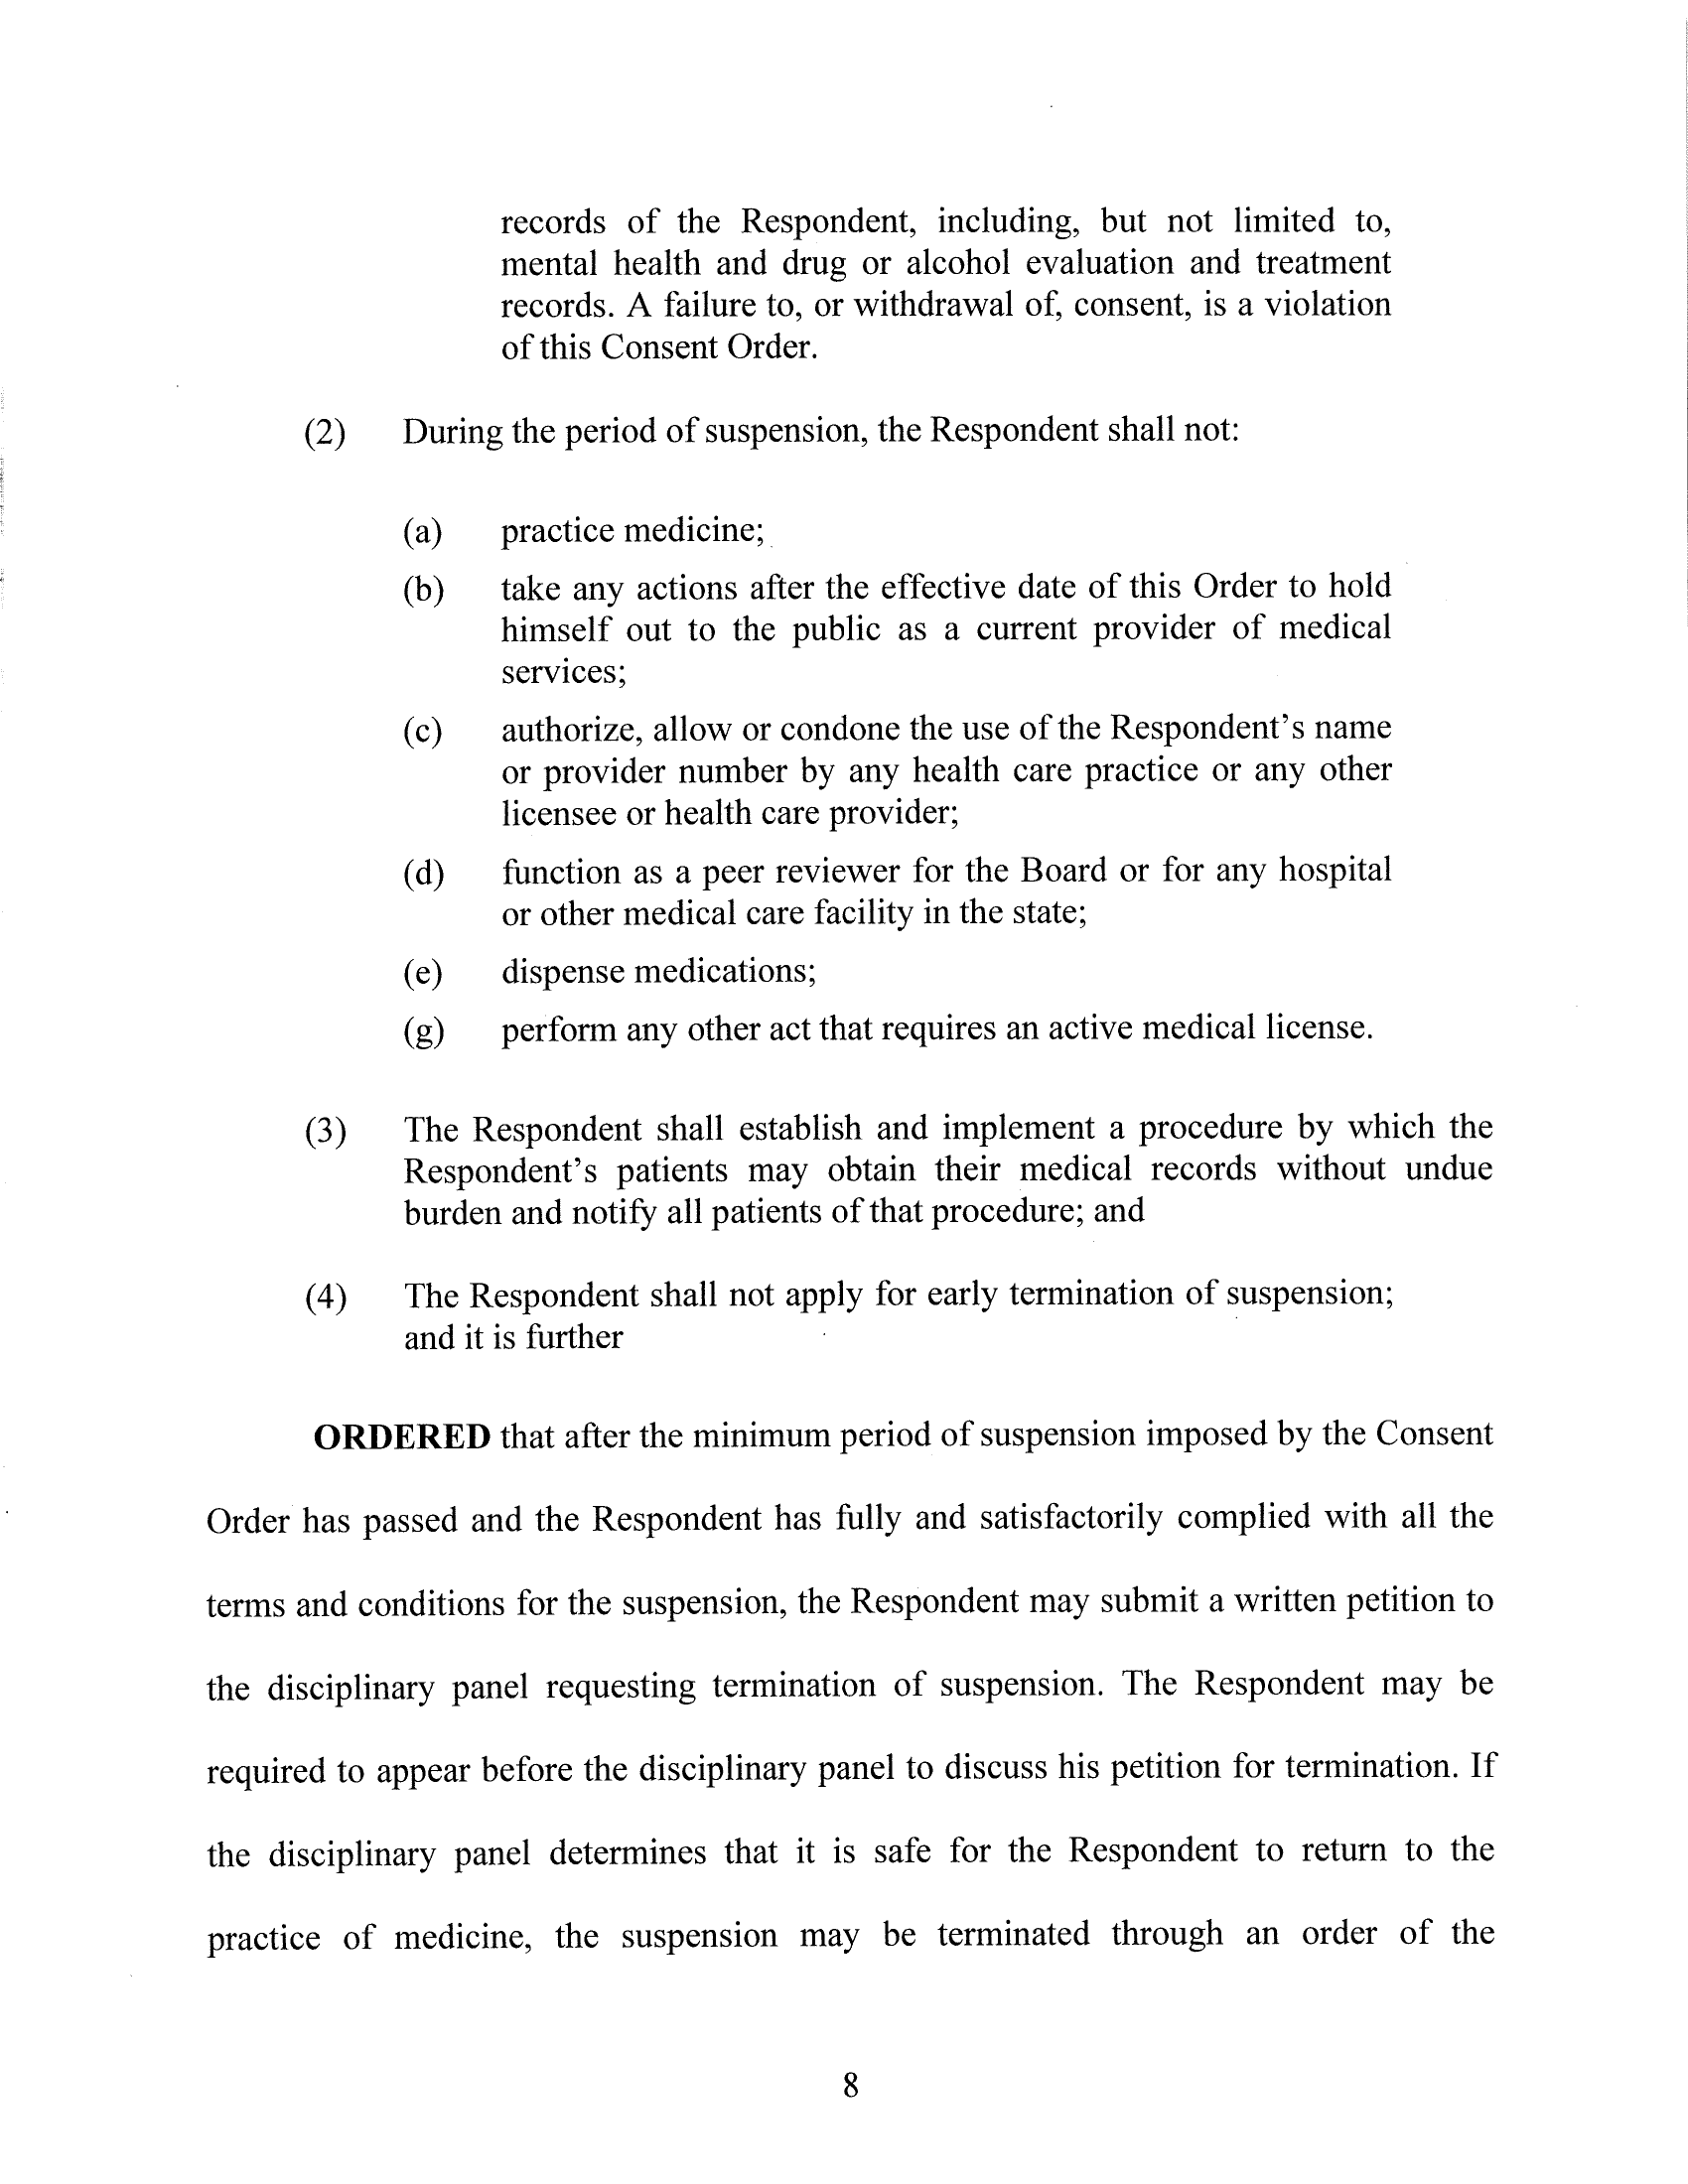 records of the Respondent, including, but not limited to,
mental health and drug or alcohol evaluation and treatment
records. A failure to, or withdrawal of, consent, is a violation
of this Consent Order.
(2) During the period of suspension, the Respondent shall not:
(a) practice medicine;
(b) take any actions after the effective date of this Order to hold
himself out to the public as a current provider of medical
services;
(c) authorize, allow or condone the use of the Respondent's name
or provider number by any health care practice or any other
licensee or health care provider;
(d) function as a peer reviewer for the Board or for any hospital
or other medical care facility in the state;
(e) dispense medications;
(g) perform any other act that requires an active medical license.
(3) The Respondent shall establish and implement a procedure by which the
Respondent's patients may obtain their medical records without undue
burden and notify all patients of that procedure; and
(4) The Respondent shall not apply for early termination of suspension;
and it is further
ORDERED that after the minimum period of suspension imposed by the Consent
Order has passed and the Respondent has fully and satisfactorily complied with all the
terms and conditions for the suspension, the Respondent may submit a written petition to
the disciplinary panel requesting termination of suspension. The Respondent may be
required to appear before the disciplinary panel to discuss his petition for termination. If
the disciplinary panel determines that it is safe for the Respondent to return to the
practice of medicine, the suspension may be terminated through an order of the
8